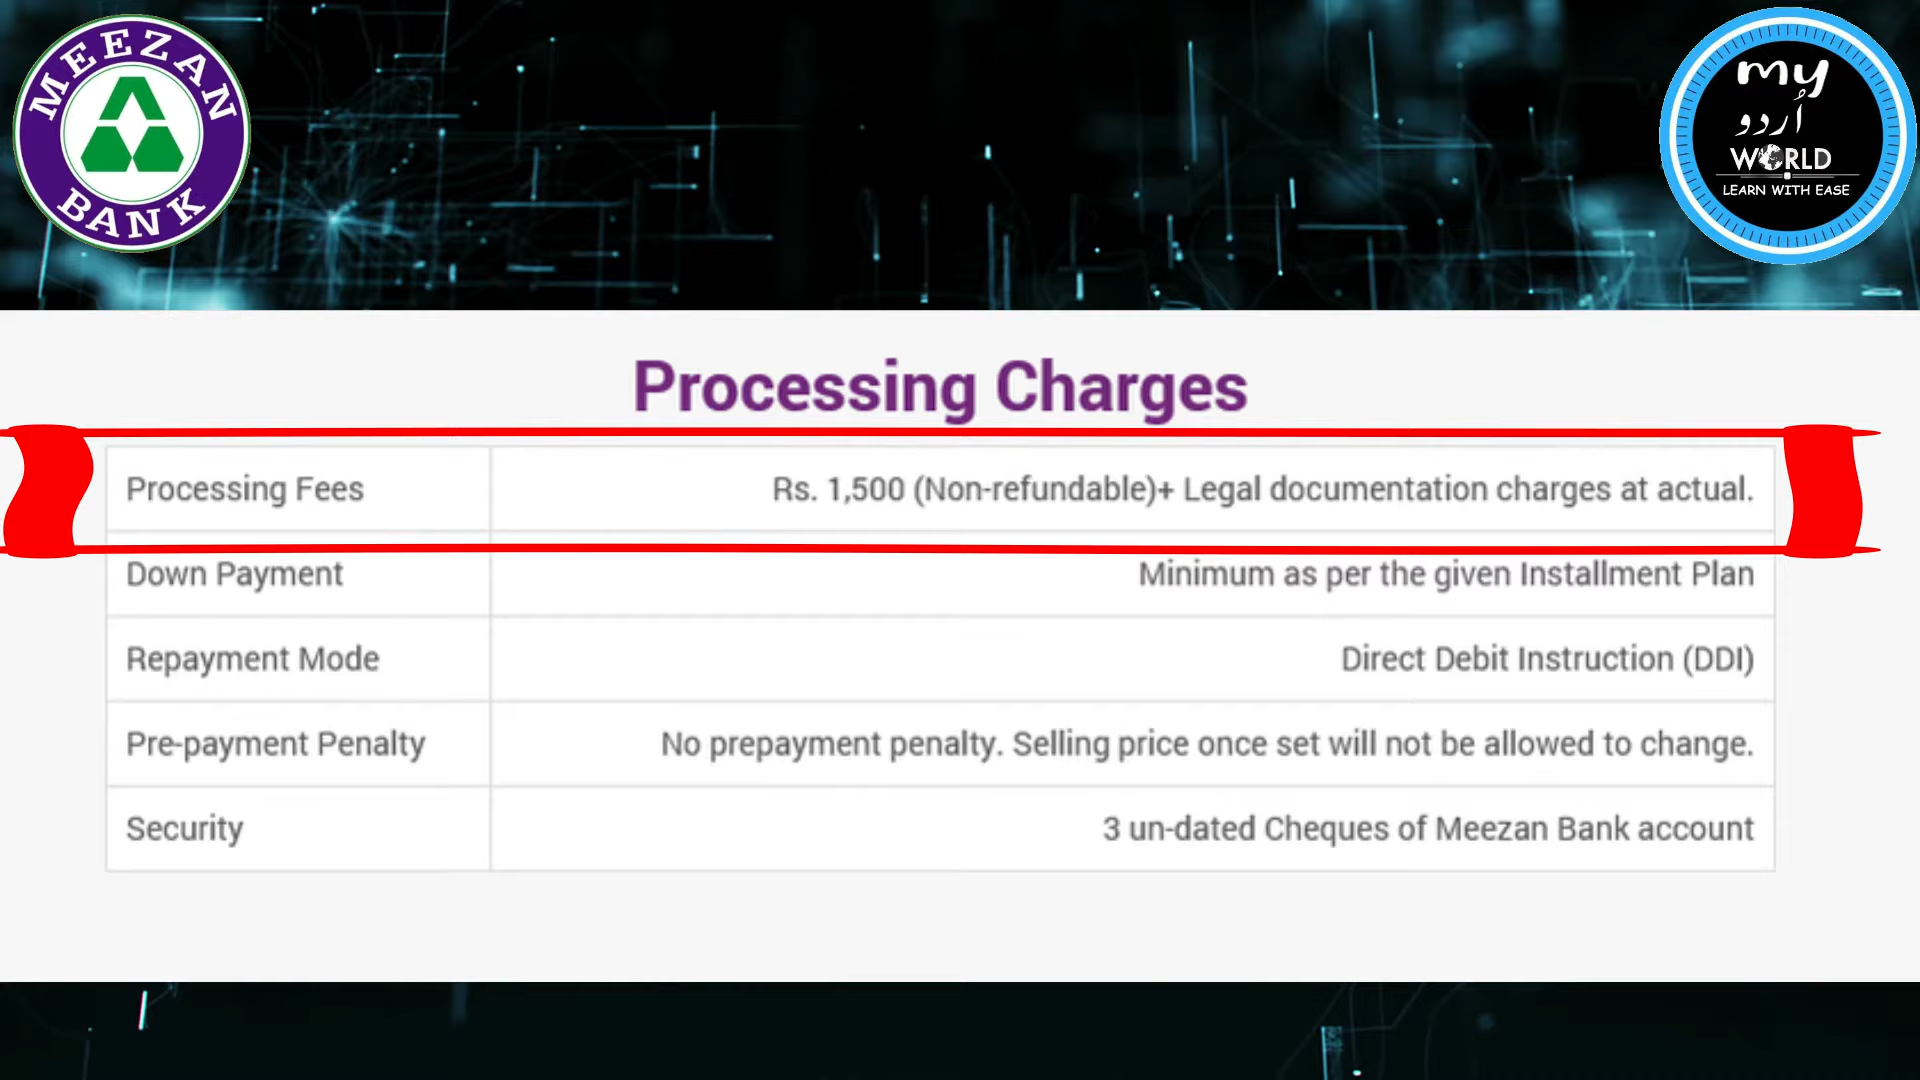 MEEZAN
BANK
my
اُردو
WORLD
LEARN WITH EASE
Processing Charges
Processing Fees Rs. 1,500 (Non-refundable)+ Legal documentation charges at actual.
Down Payment Minimum as per the given Installment Plan
Repayment Mode Direct Debit Instruction (DDI)
Pre-payment Penalty No prepayment penalty. Selling price once set will not be allowed to change.
Security 3 un-dated Cheques of Meezan Bank account